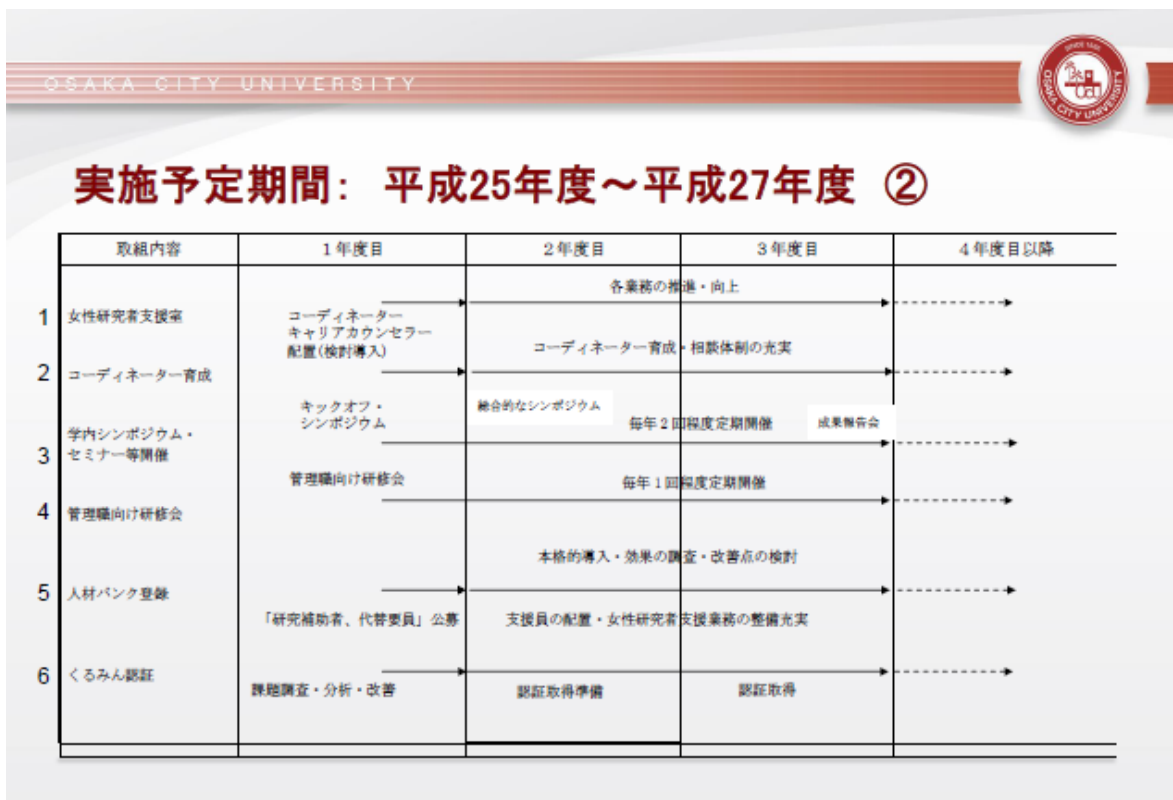 OSAKA CITY UNIVERSITY
SINCE 1880
OSAKA CITY UNIVERSITY
実施予定期間： 平成25年度～平成27年度 ②
取組内容 1年度目 2年度目 3年度目 4年度目以降
各業務の推進・向上
1 女性研究者支援室
コーディネーター
キャリアカウンセラー
配置(検討導入)
コーディネーター育成・相談体制の充実
2 コーディネーター育成
キックオフ・
シンポジウム
総合的なシンポジウム
毎年2回程度定期開催
成果報告会
3 学内シンポジウム・
セミナー等開催
管理職向け研修会
毎年1回程度定期開催
4 管理職向け研修会
本格的導入・効果の調査・改善点の検討
5 人材バンク登録
「研究補助者、代替要員」公募
支援員の配置・女性研究者支援業務の整備充実
6 くるみん認証
課題調査・分析・改善
認証取得準備
認証取得